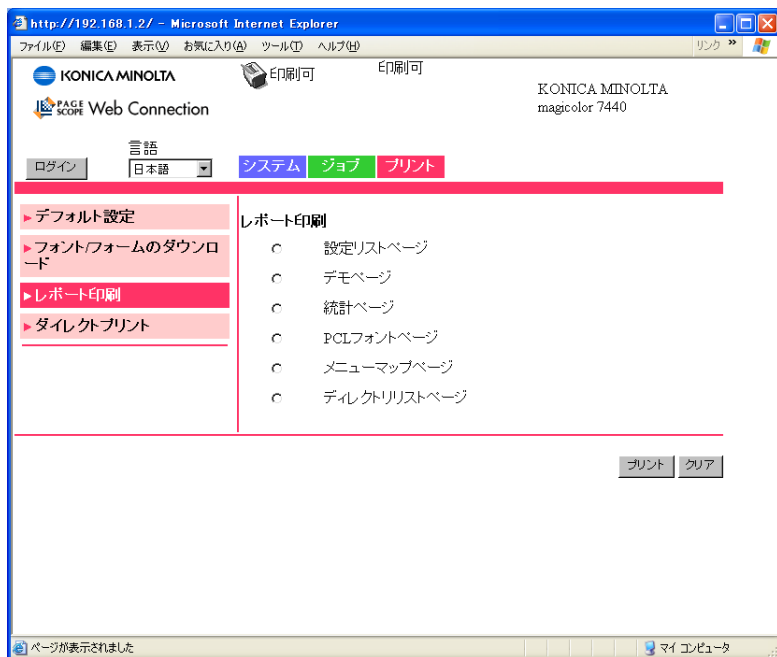 http://192.168.1.2/ - Microsoft Internet Explorer
ファイル(F) 編集(E) 表示(V) お気に入り(A) ツール(T) ヘルプ(H) リンク »
KONICA MINOLTA
印刷可 印刷可
KONICA MINOLTA
magicolor 7440
PAGE SCOPE Web Connection
言語
ログイン 日本語 システム ジョブ プリント
デフォルト設定
フォント/フォームのダウンロ
ード
レポート印刷
ダイレクトプリント
レポート印刷
設定リストページ
デモページ
統計ページ
PCLフォントページ
メニューマップページ
ディレクトリリストページ
プリント クリア
ページが表示されました マイ コンピュータ